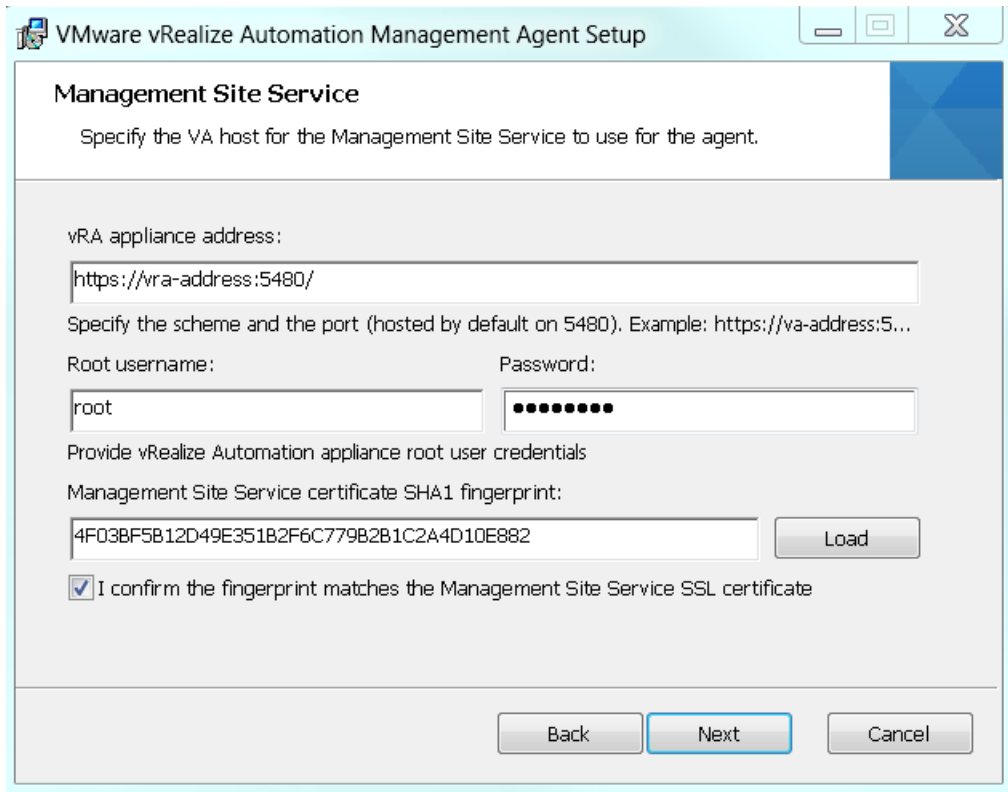 VMware vRealize Automation Management Agent Setup
Management Site Service
Specify the VA host for the Management Site Service to use for the agent.
vRA appliance address:
https://vra-address:5480/
Specify the scheme and the port (hosted by default on 5480). Example: https://va-address:5...
Root username: Password:
root ●●●●●●●●
Provide vRealize Automation appliance root user credentials
Management Site Service certificate SHA1 fingerprint:
4F03BF5B12D49E351B2F6C779B2B1C2A4D10E882 Load
I confirm the fingerprint matches the Management Site Service SSL certificate
Back Next Cancel